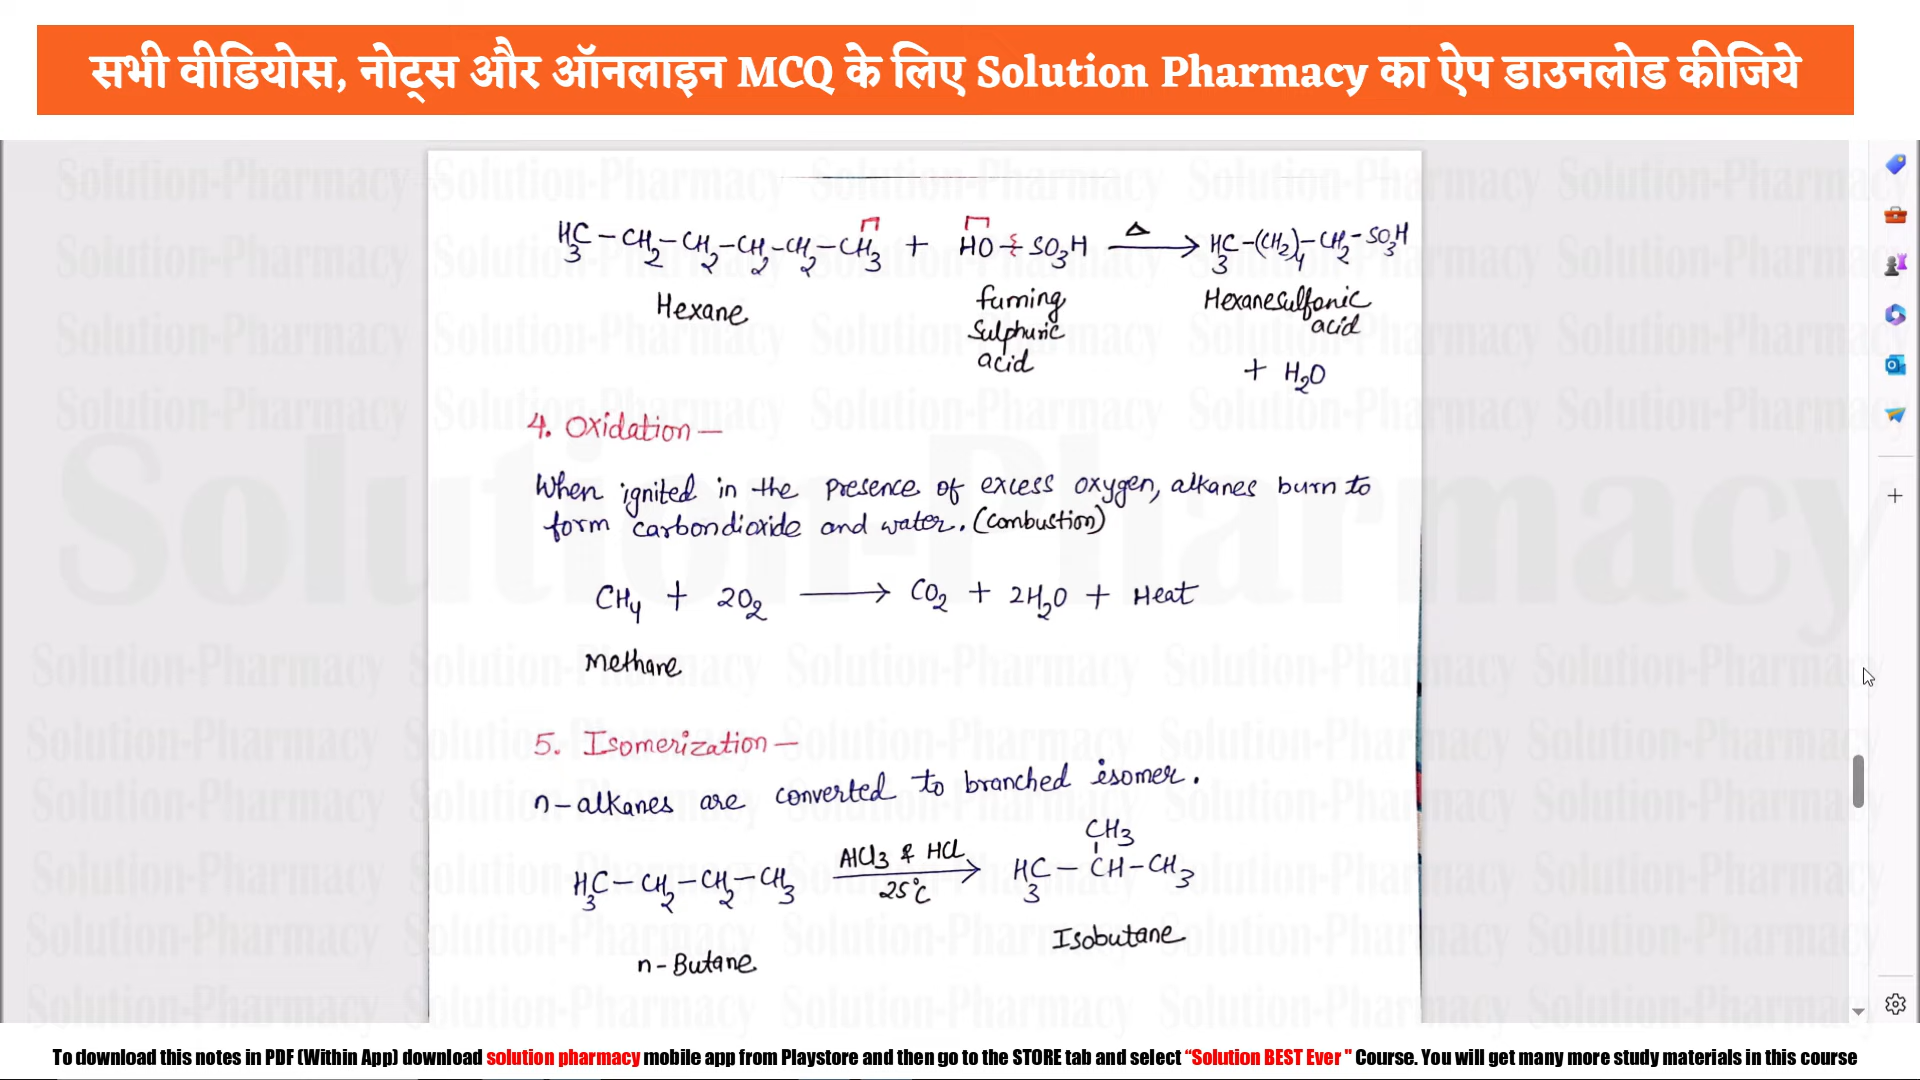 सभी वीडियोस, नोट्स और ऑनलाइन MCQ के लिए Solution Pharmacy का ऐप डाउनलोड कीजिये
H3C-CH2-CH2-CH2-CH2-CH3 + HO-SO3H Δ→ H3C-(CH2)4-CH2-SO3H
Hexane
fuming
Sulphuric
acid
Hexanesulfonic
acid
+ H2O
4. Oxidation -
When ignited in the presence of excess oxygen, alkanes burn to
form carbondioxide and water. (Combustion)
CH4 + 2O2 → CO2 + 2H2O + Heat
Methane
5. Isomerization -
n-alkanes are converted to branched isomer.
CH3
H3C-CH2-CH2-CH3 AlCl3 & HCl → H3C-CH-CH3
25°C
n-Butane
Isobutane
Solution-Pharmacy
To download this notes in PDF (Within App) download solution pharmacy mobile app from Playstore and then go to the STORE tab and select “Solution BEST Ever " Course. You will get many more study materials in this course